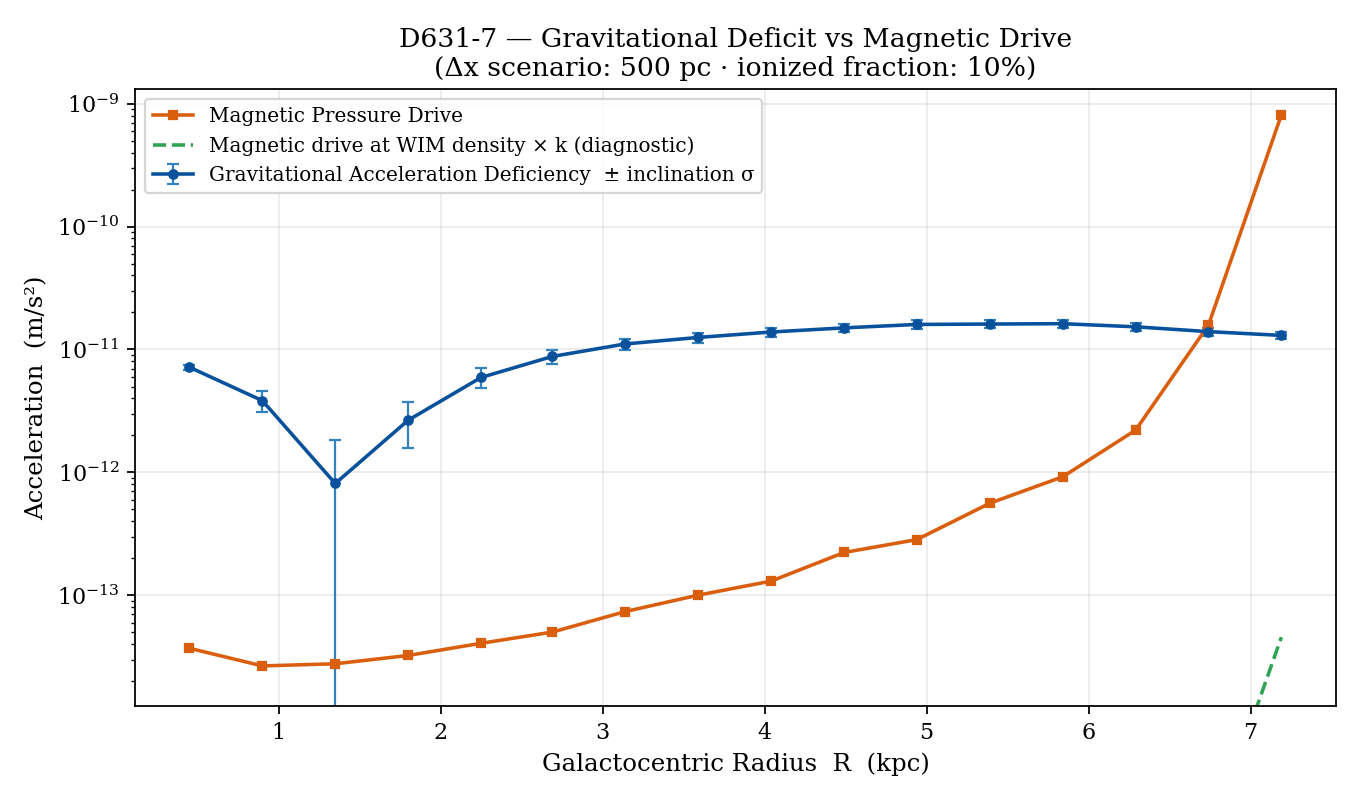 D631-7 — Gravitational Deficit vs Magnetic Drive
(Δx scenario: 500 pc · ionized fraction: 10%)
Magnetic Pressure Drive
Magnetic drive at WIM density × k (diagnostic)
Gravitational Acceleration Deficiency ± inclination σ
Acceleration (m/s²)
10⁻⁹
10⁻¹⁰
10⁻¹¹
10⁻¹²
10⁻¹³
1 2 3 4 5 6 7
Galactocentric Radius R (kpc)